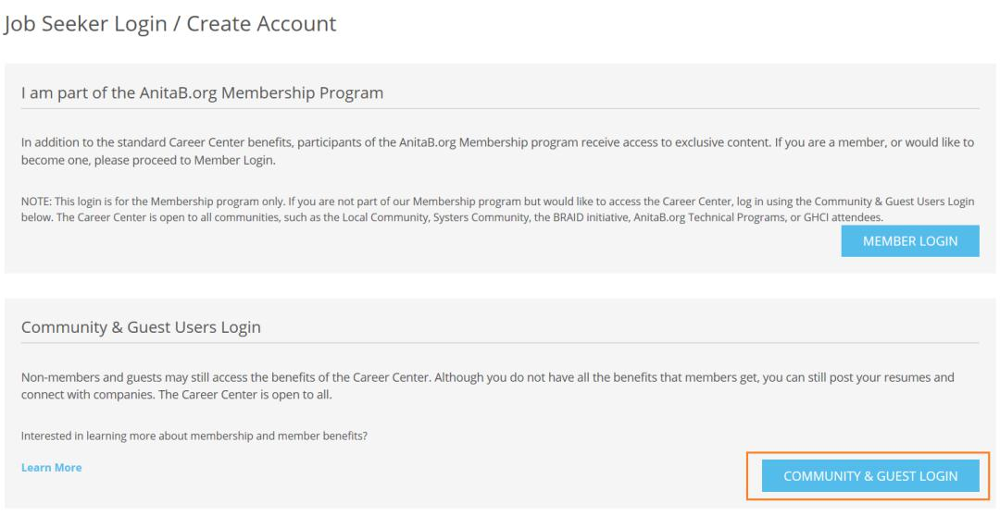 Job Seeker Login / Create Account
I am part of the AnitaB.org Membership Program
In addition to the standard Career Center benefits, participants of the AnitaB.org Membership program receive access to exclusive content. If you are a member, or would like to
become one, please proceed to Member Login.
NOTE: This login is for the Membership program only. If you are not part of our Membership program but would like to access the Career Center, log in using the Community & Guest Users Login
below. The Career Center is open to all communities, such as the Local Community, Systers Community, the BRAID initiative, AnitaB.org Technical Programs, or GHCI attendees.
MEMBER LOGIN
Community & Guest Users Login
Non-members and guests may still access the benefits of the Career Center. Although you do not have all the benefits that members get, you can still post your resumes and
connect with companies. The Career Center is open to all.
Interested in learning more about membership and member benefits?
Learn More
COMMUNITY & GUEST LOGIN